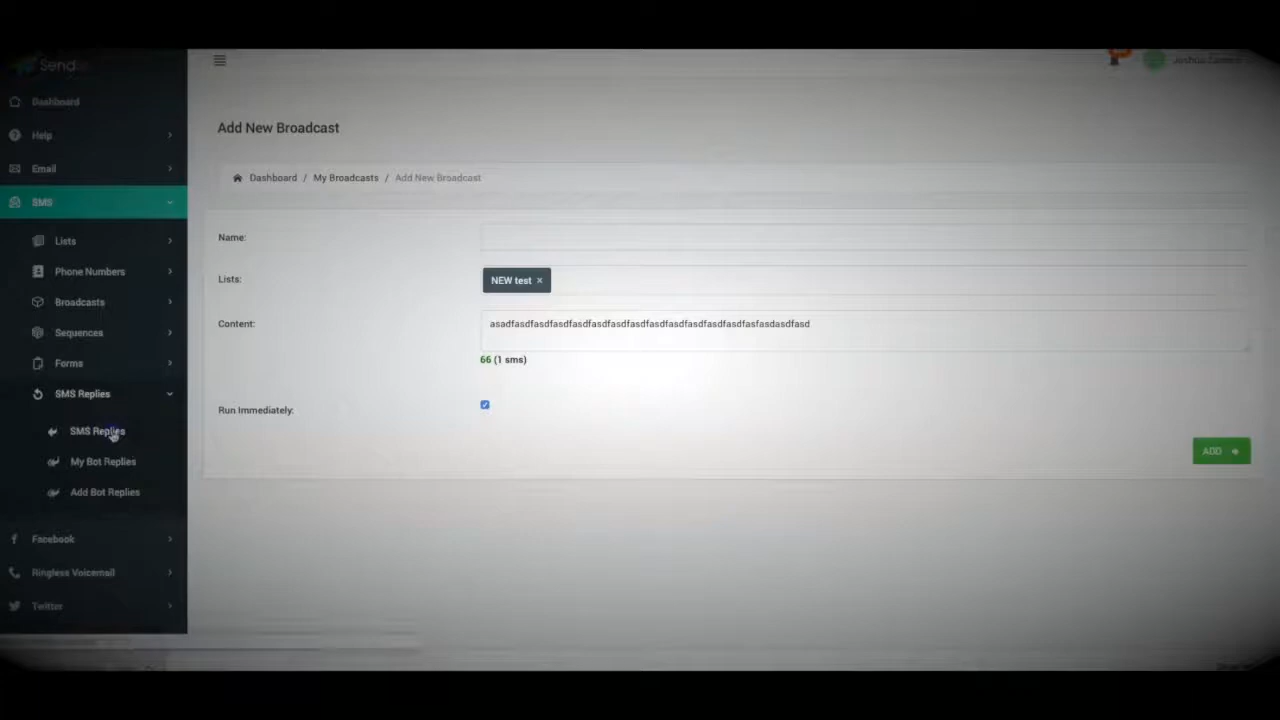 Send
Dashboard
Help
Email
SMS
Lists
Phone Numbers
Broadcasts
Sequences
Forms
SMS Replies
SMS Replies
My Bot Replies
Add Bot Replies
Facebook
Ringless Voicemail
Twitter
Add New Broadcast
Dashboard / My Broadcasts / Add New Broadcast
Name:
Lists:
NEW test ×
Content:
asadfasdfasdfasdfasdfasdfasdfasdfasdfasdfasdfasdfasdfasfasdasdfasd
66 (1 sms)
Run Immediately:
ADD